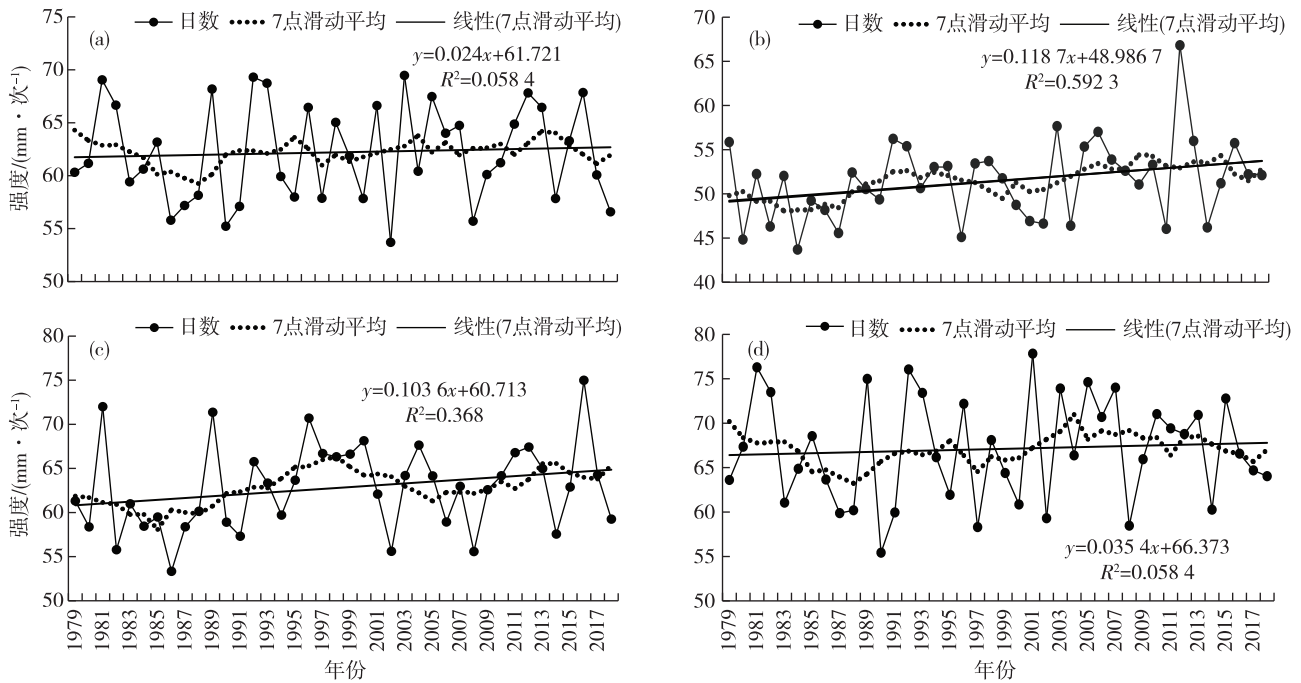 日数 7点滑动平均 线性(7点滑动平均)
(a)
y=0.024x+61.721
R²=0.058 4
强度/(mm·次⁻¹)
75
70
65
60
55
50
日数 7点滑动平均 线性(7点滑动平均)
(b)
y=0.118 7x+48.986 7
R²=0.592 3
70
65
60
55
50
45
40
日数 7点滑动平均 线性(7点滑动平均)
(c)
y=0.103 6x+60.713
R²=0.368
强度/(mm·次⁻¹)
80
75
70
65
60
55
50
1979 1981 1983 1985 1987 1989 1991 1993 1995 1997 1999 2001 2003 2005 2007 2009 2011 2013 2015 2017
年份
日数 7点滑动平均 线性(7点滑动平均)
(d)
80
75
70
65
60
55
50
y=0.035 4x+66.373
R²=0.058 4
1979 1981 1983 1985 1987 1989 1991 1993 1995 1997 1999 2001 2003 2005 2007 2009 2011 2013 2015 2017
年份